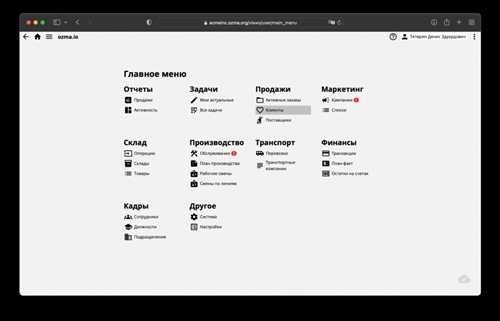 acmeinc.ozma.org/views/user/main_menu
ozma.io
Татарин Денис Эдуардович
Главное меню
Отчеты
Продажи
Активность
Задачи
Мои актуальные
Все задачи
Продажи
Активные заказы
Клиенты
Поставщики
Маркетинг
Кампании
Списки
Склад
Операции
Склады
Товары
Производство
Обслуживание
План производства
Рабочие смены
Смены по линиям
Транспорт
Перевозки
Транспортные
компании
Финансы
Транзакции
План-факт
Остатки на счетах
Кадры
Сотрудники
Должности
Подразделения
Другое
Система
Настройки